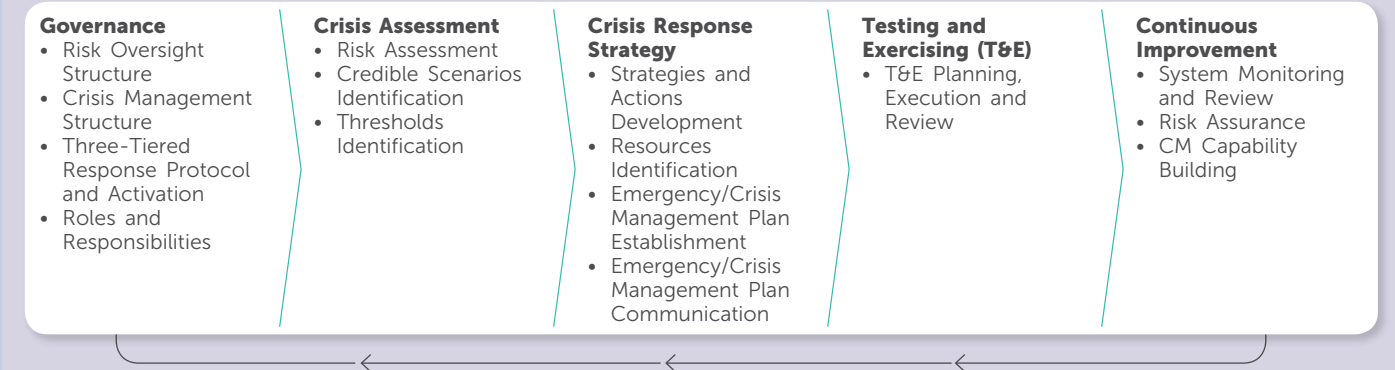 Governance
• Risk Oversight
Structure
• Crisis Management
Structure
• Three-Tiered
Response Protocol
and Activation
• Roles and
Responsibilities
Crisis Assessment
• Risk Assessment
• Credible Scenarios
Identification
• Thresholds
Identification
Crisis Response
Strategy
• Strategies and
Actions
Development
• Resources
Identification
• Emergency/Crisis
Management Plan
Establishment
• Emergency/Crisis
Management Plan
Communication
Testing and
Exercising (T&E)
• T&E Planning,
Execution and
Review
Continuous
Improvement
• System Monitoring
and Review
• Risk Assurance
• CM Capability
Building